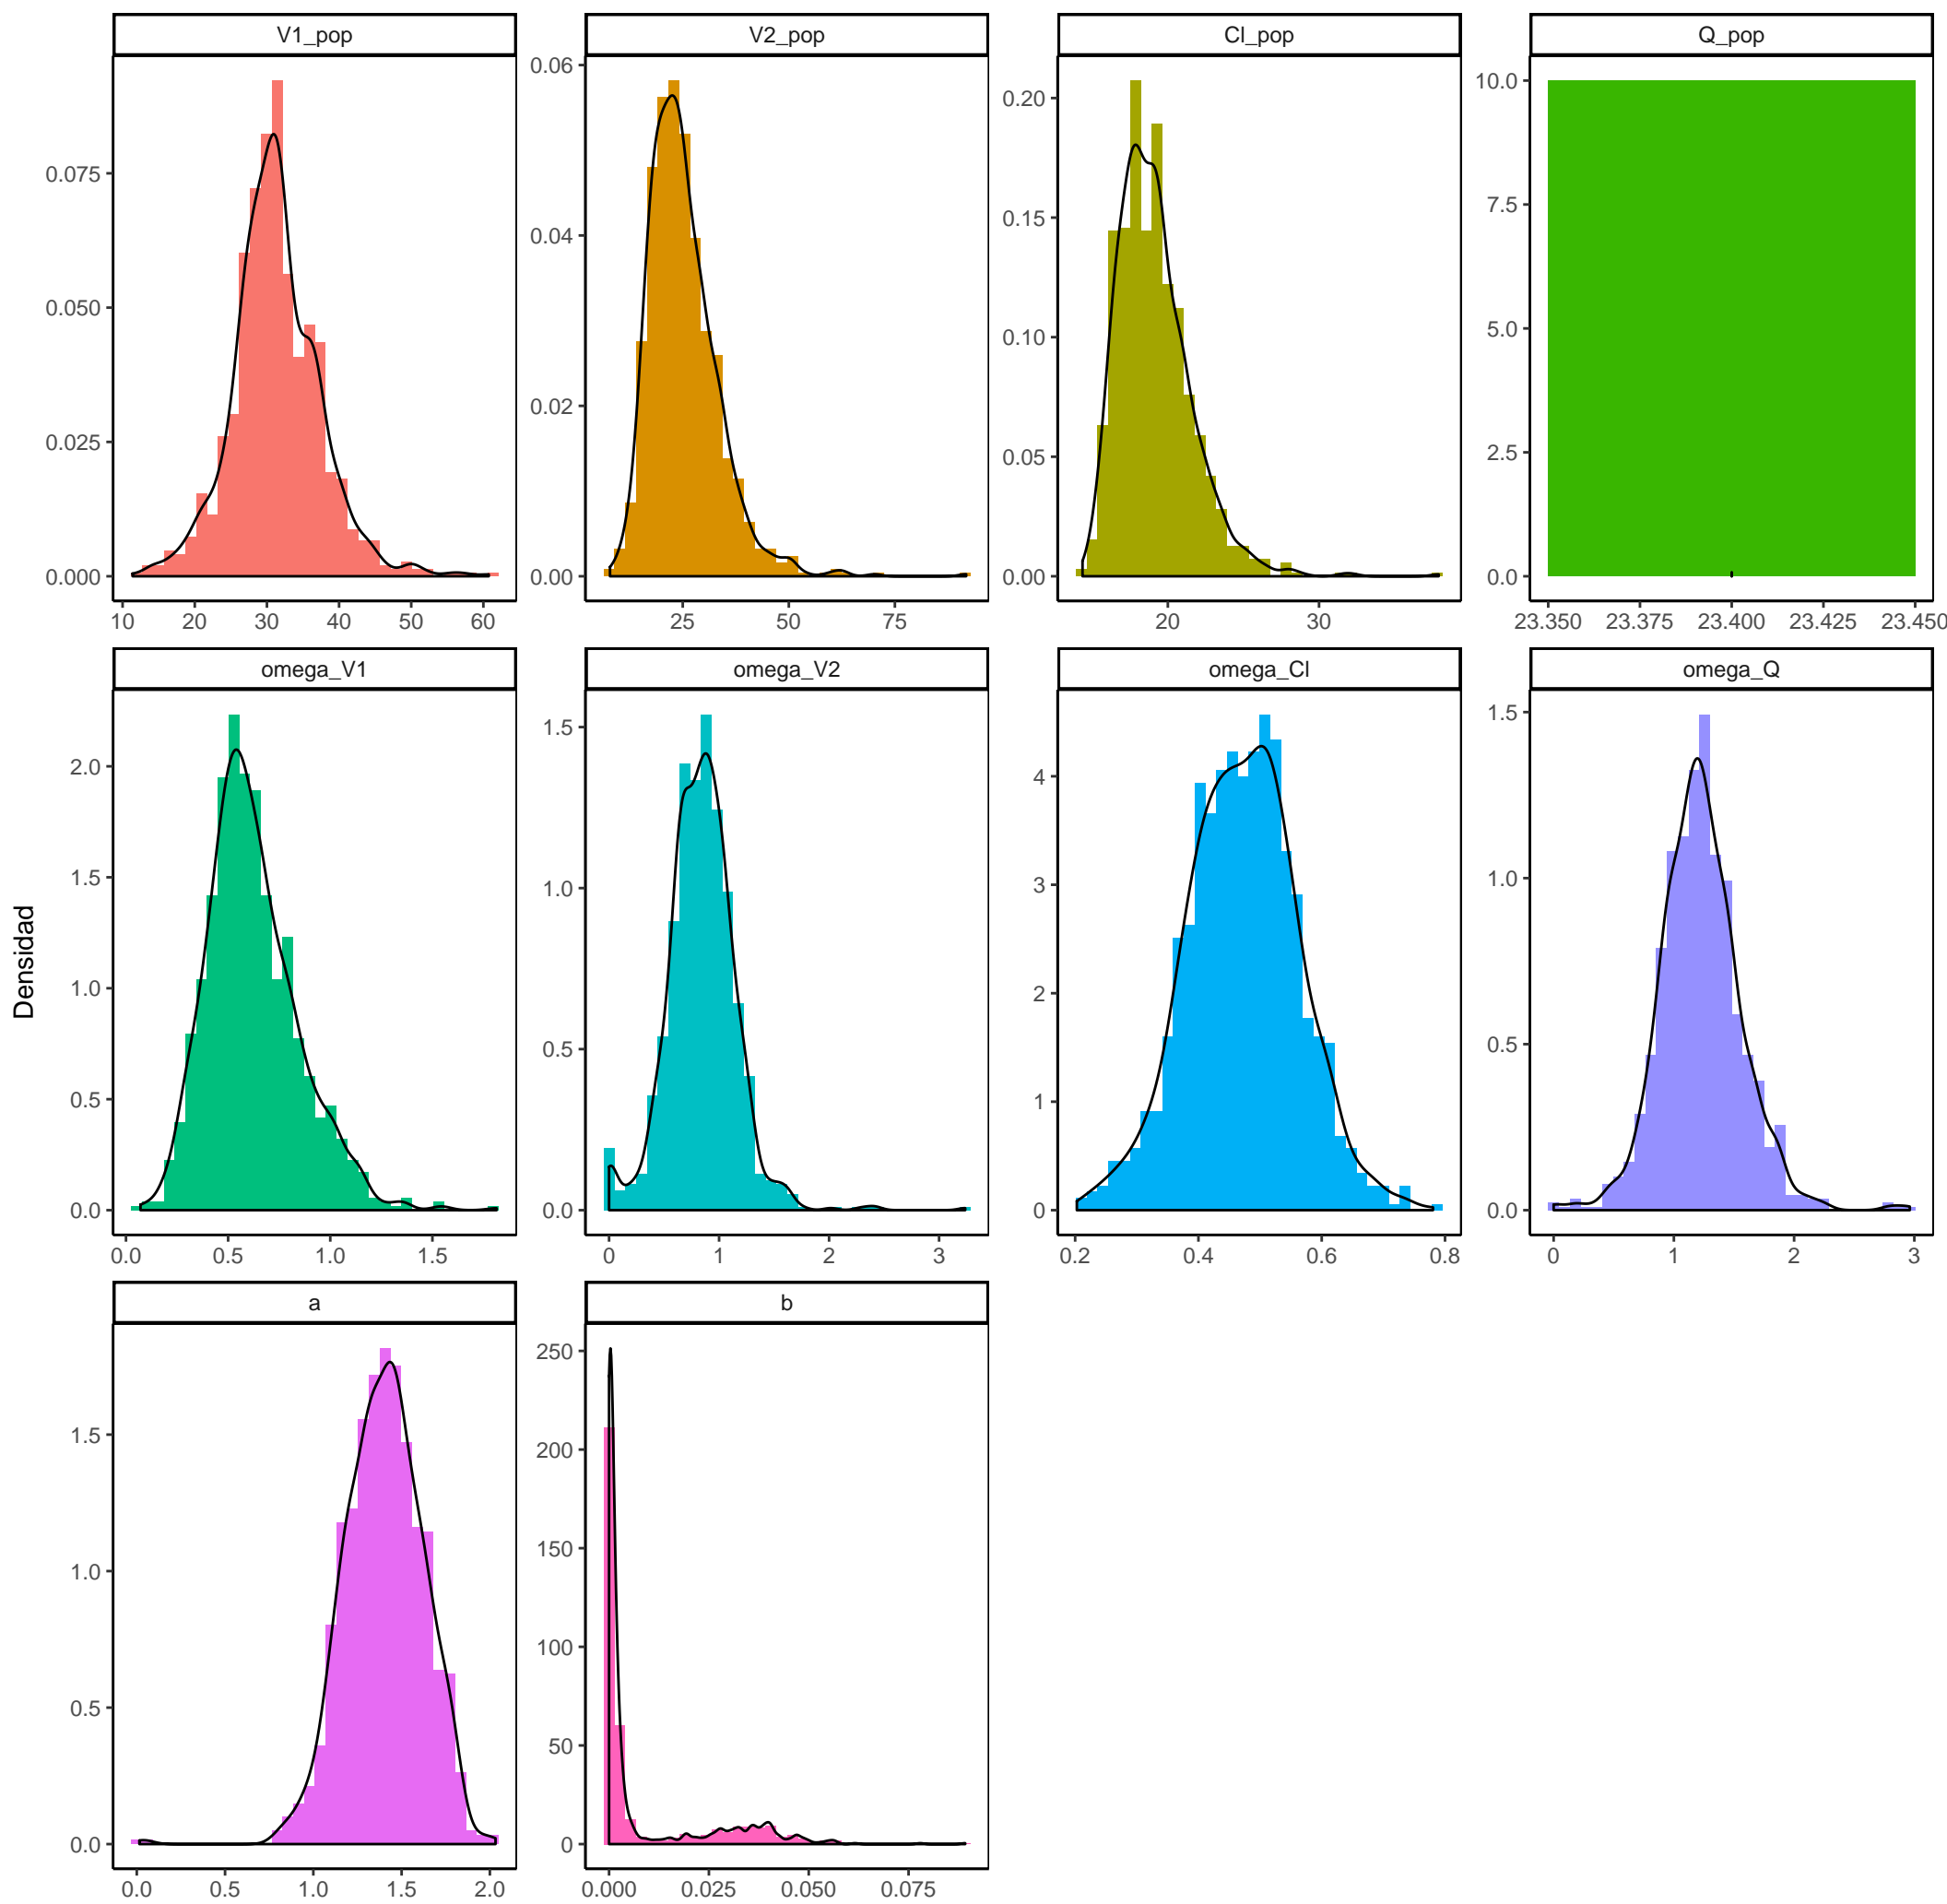 V1_pop V2_pop Cl_pop Q_pop
0.000 0.025 0.050 0.075
10 20 30 40 50 60
0.00 0.02 0.04 0.06
25 50 75
0.00 0.05 0.10 0.15 0.20
20 30
0.0 2.5 5.0 7.5 10.0
23.350 23.375 23.400 23.425 23.450
omega_V1 omega_V2 omega_Cl omega_Q
Densidad
0.0 0.5 1.0 1.5 2.0
0.0 0.5 1.0 1.5
0.0 0.5 1.0 1.5
0 1 2 3
0 1 2 3 4
0.2 0.4 0.6 0.8
0.0 0.5 1.0 1.5
0 1 2 3
a b
0.0 0.5 1.0 1.5
0.0 0.5 1.0 1.5 2.0
0 50 100 150 200 250
0.000 0.025 0.050 0.075